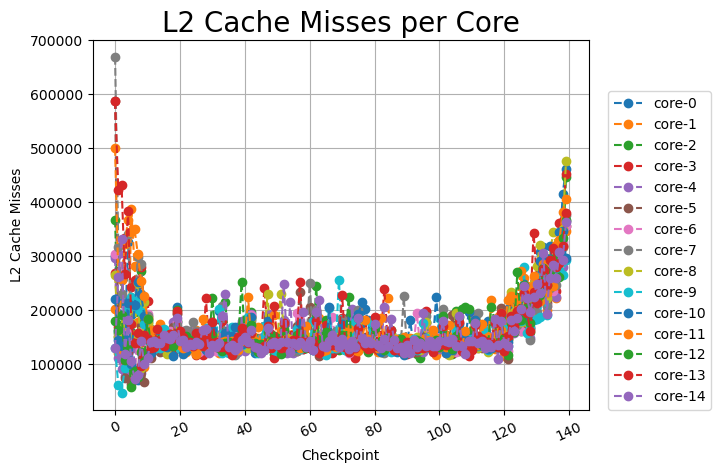 L2 Cache Misses per Core
700000
600000
500000
400000
300000
200000
100000
L2 Cache Misses
0
20
40
60
80
100
120
140
Checkpoint
core-0
core-1
core-2
core-3
core-4
core-5
core-6
core-7
core-8
core-9
core-10
core-11
core-12
core-13
core-14